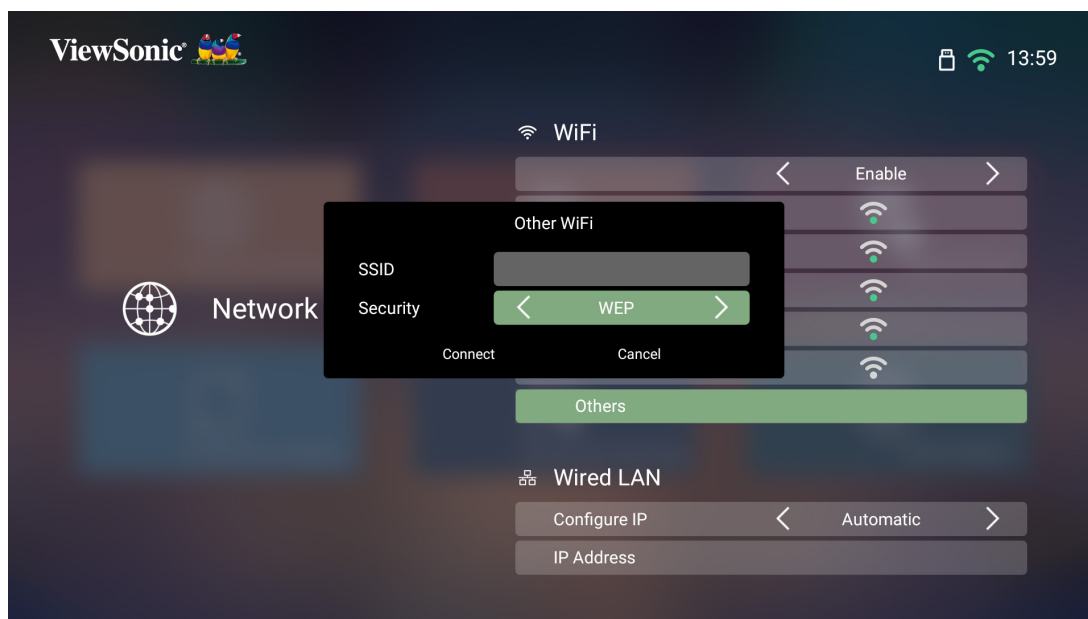 ViewSonic®
13:59
WiFi
Enable
Other WiFi
SSID
Network
Security
WEP
Connect
Cancel
Others
Wired LAN
Configure IP
Automatic
IP Address